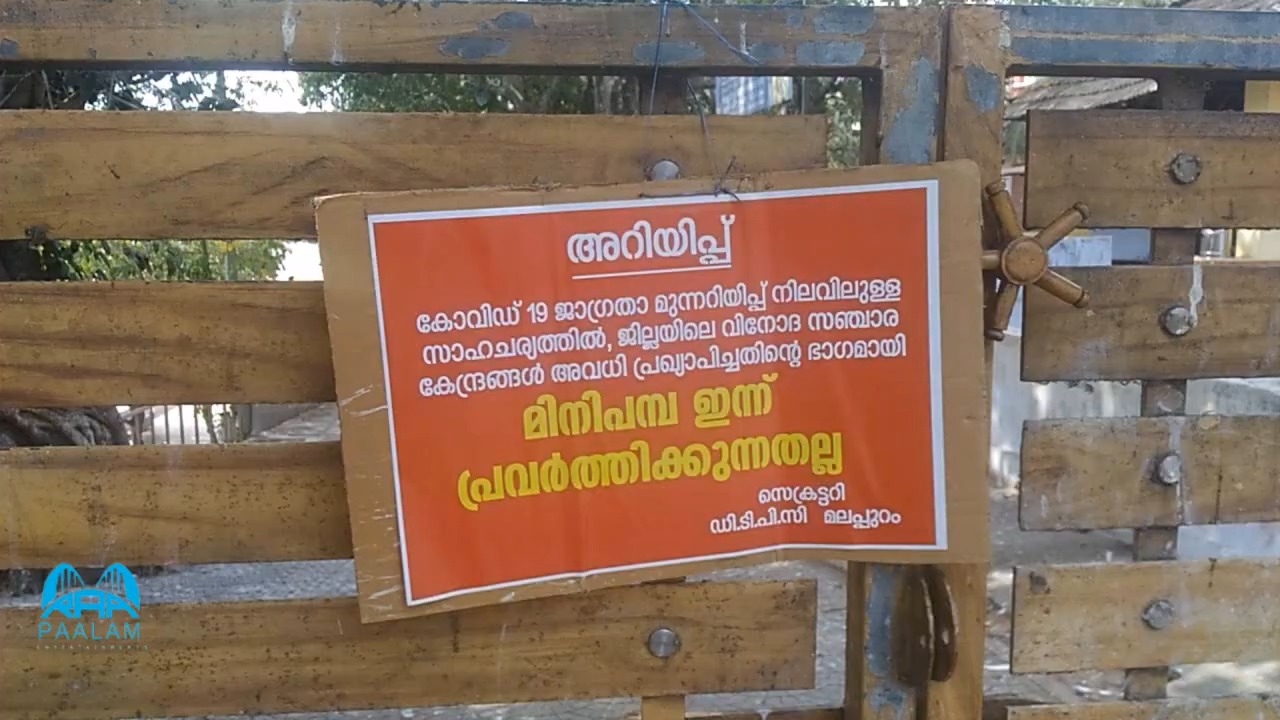 അറിയിപ്പ്
കോവിഡ് 19 ജാഗ്രതാ മുന്നറിയിപ്പ് നിലവിലുള്ള
സാഹചര്യത്തിൽ, ജില്ലയിലെ വിനോദ സഞ്ചാര
കേന്ദ്രങ്ങൾ അവധി പ്രഖ്യാപിച്ചതിന്റെ ഭാഗമായി
മിനിപമ്പ ഇന്ന്
പ്രവർത്തിക്കുന്നതല്ല
സെക്രട്ടറി
ഡി.ടി.പി.സി മലപ്പുറം
PAALAM
ENTERTAINMENTS